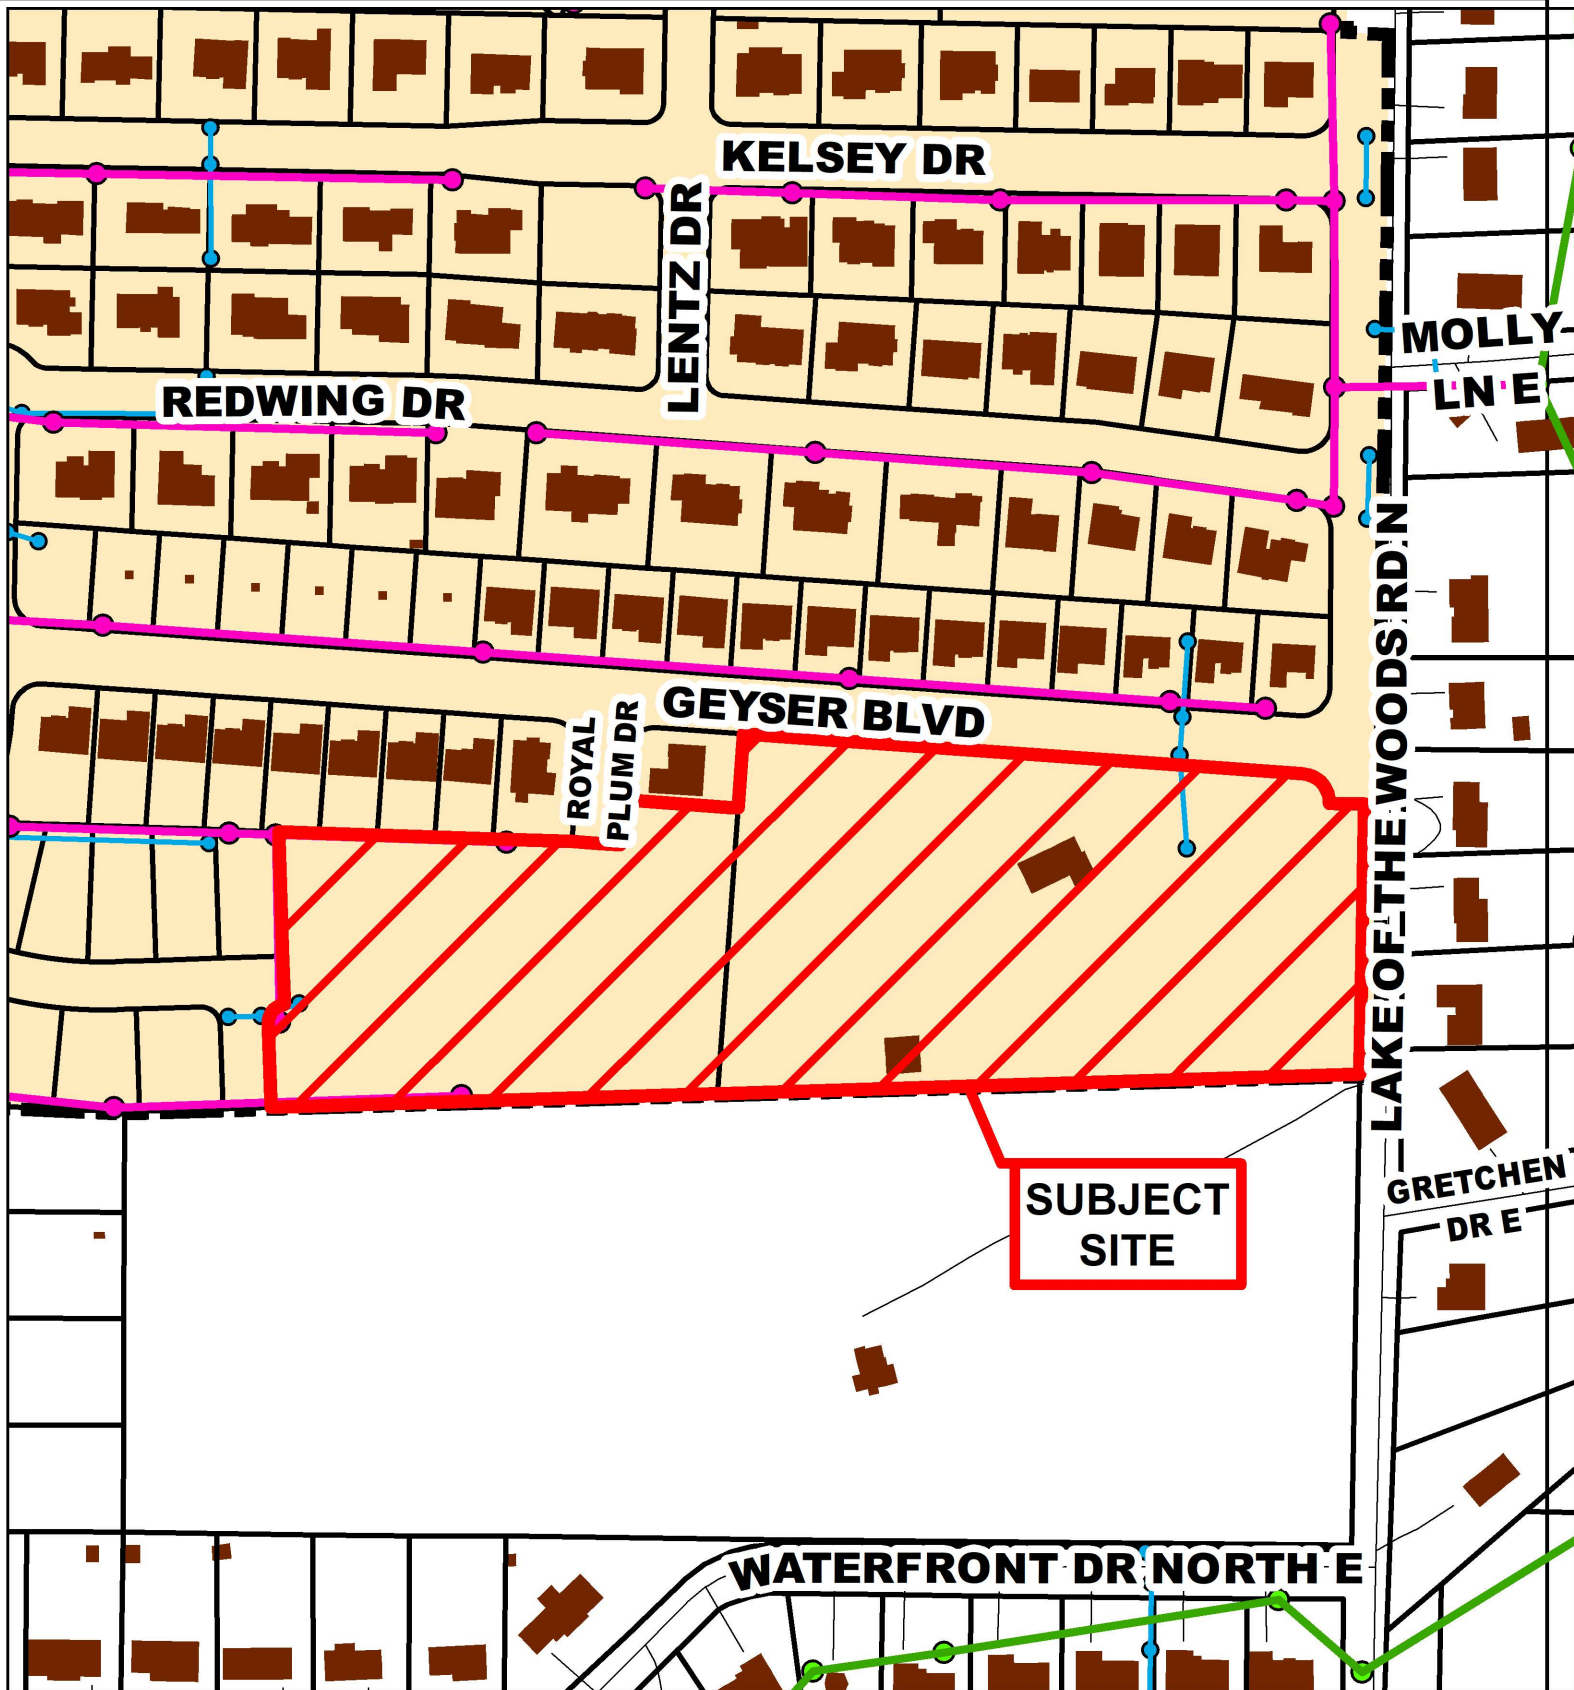 KELSEY DR
LENTZ DR
MOLLY
LN E
REDWING DR
LAKE OF THE WOODS RD N
GEYSER BLVD
ROYAL
PLUM DR
SUBJECT
SITE
GRETCHEN
DR E
WATERFRONT DR NORTH E